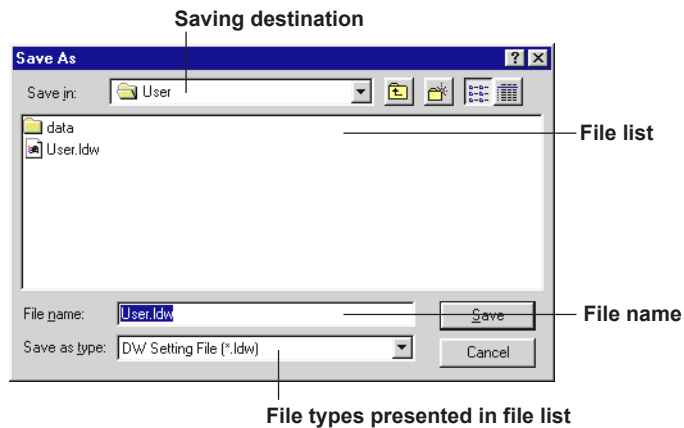 Saving destination
Save As
Save in: User
data
User.ldw
File list
File name: User.ldw Save
File name
Save as type: DW Setting File (*.ldw) Cancel
File types presented in file list